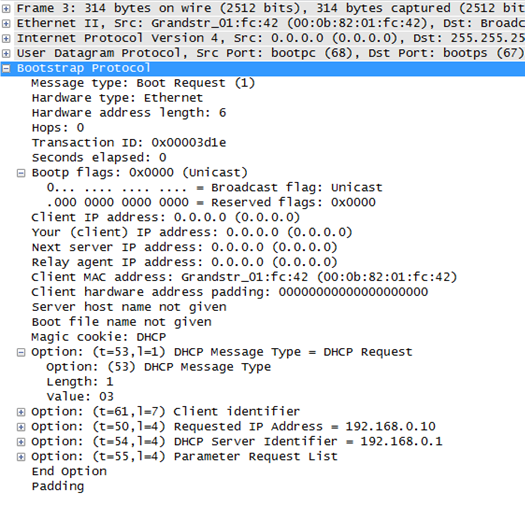 Frame 3: 314 bytes on wire (2512 bits), 314 bytes captured (2512 bit
Ethernet II, Src: Grandstr_01:fc:42 (00:0b:82:01:fc:42), Dst: Broadc
Internet Protocol Version 4, Src: 0.0.0.0 (0.0.0.0), Dst: 255.255.25
User Datagram Protocol, Src Port: bootpc (68), Dst Port: bootps (67)
Bootstrap Protocol
Message type: Boot Request (1)
Hardware type: Ethernet
Hardware address length: 6
Hops: 0
Transaction ID: 0x00003d1e
Seconds elapsed: 0
Bootp flags: 0x0000 (Unicast)
0... .... .... .... = Broadcast flag: Unicast
.000 0000 0000 0000 = Reserved flags: 0x0000
Client IP address: 0.0.0.0 (0.0.0.0)
Your (client) IP address: 0.0.0.0 (0.0.0.0)
Next server IP address: 0.0.0.0 (0.0.0.0)
Relay agent IP address: 0.0.0.0 (0.0.0.0)
Client MAC address: Grandstr_01:fc:42 (00:0b:82:01:fc:42)
Client hardware address padding: 00000000000000000000
Server host name not given
Boot file name not given
Magic cookie: DHCP
Option: (t=53,l=1) DHCP Message Type = DHCP Request
Option: (53) DHCP Message Type
Length: 1
Value: 03
Option: (t=61,l=7) Client identifier
Option: (t=50,l=4) Requested IP Address = 192.168.0.10
Option: (t=54,l=4) DHCP Server Identifier = 192.168.0.1
Option: (t=55,l=4) Parameter Request List
End Option
Padding